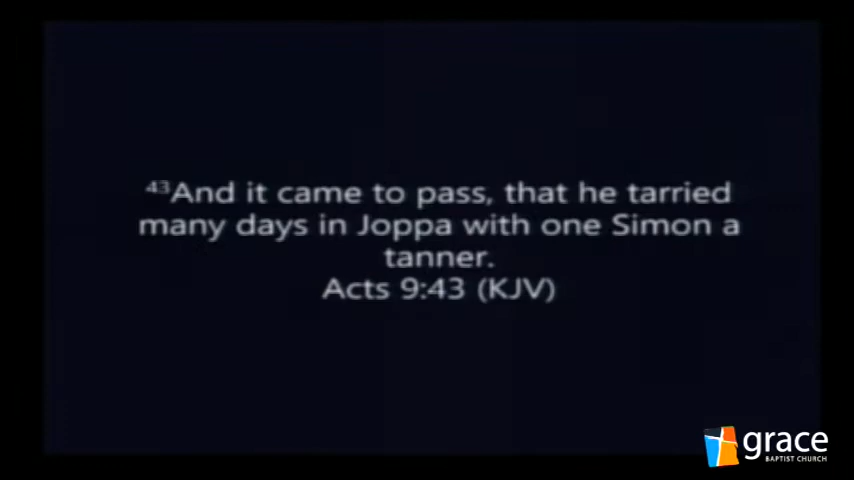 43And it came to pass, that he tarried
many days in Joppa with one Simon a
tanner.
Acts 9:43 (KJV)
grace
BAPTIST CHURCH